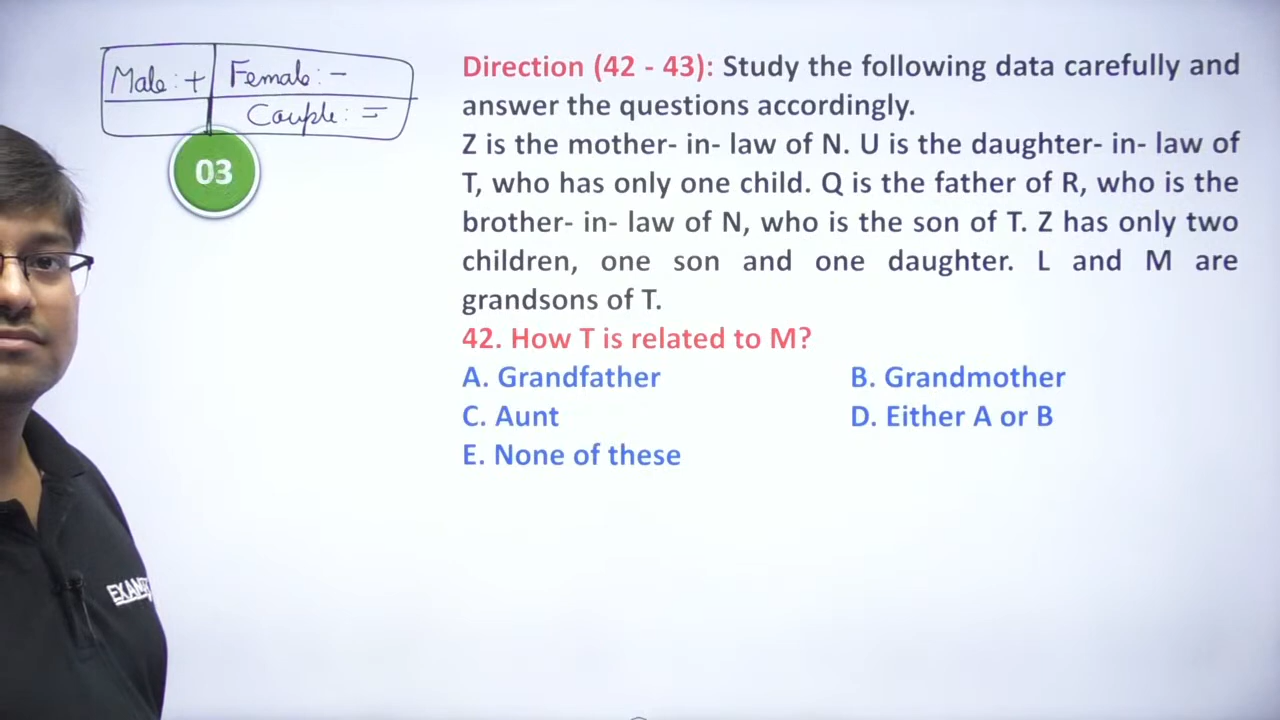 Male: + Female: -
Couple: =
03
Direction (42 - 43): Study the following data carefully and
answer the questions accordingly.
Z is the mother- in- law of N. U is the daughter- in- law of
T, who has only one child. Q is the father of R, who is the
brother- in- law of N, who is the son of T. Z has only two
children, one son and one daughter. L and M are
grandsons of T.
42. How T is related to M?
A. Grandfather B. Grandmother
C. Aunt D. Either A or B
E. None of these